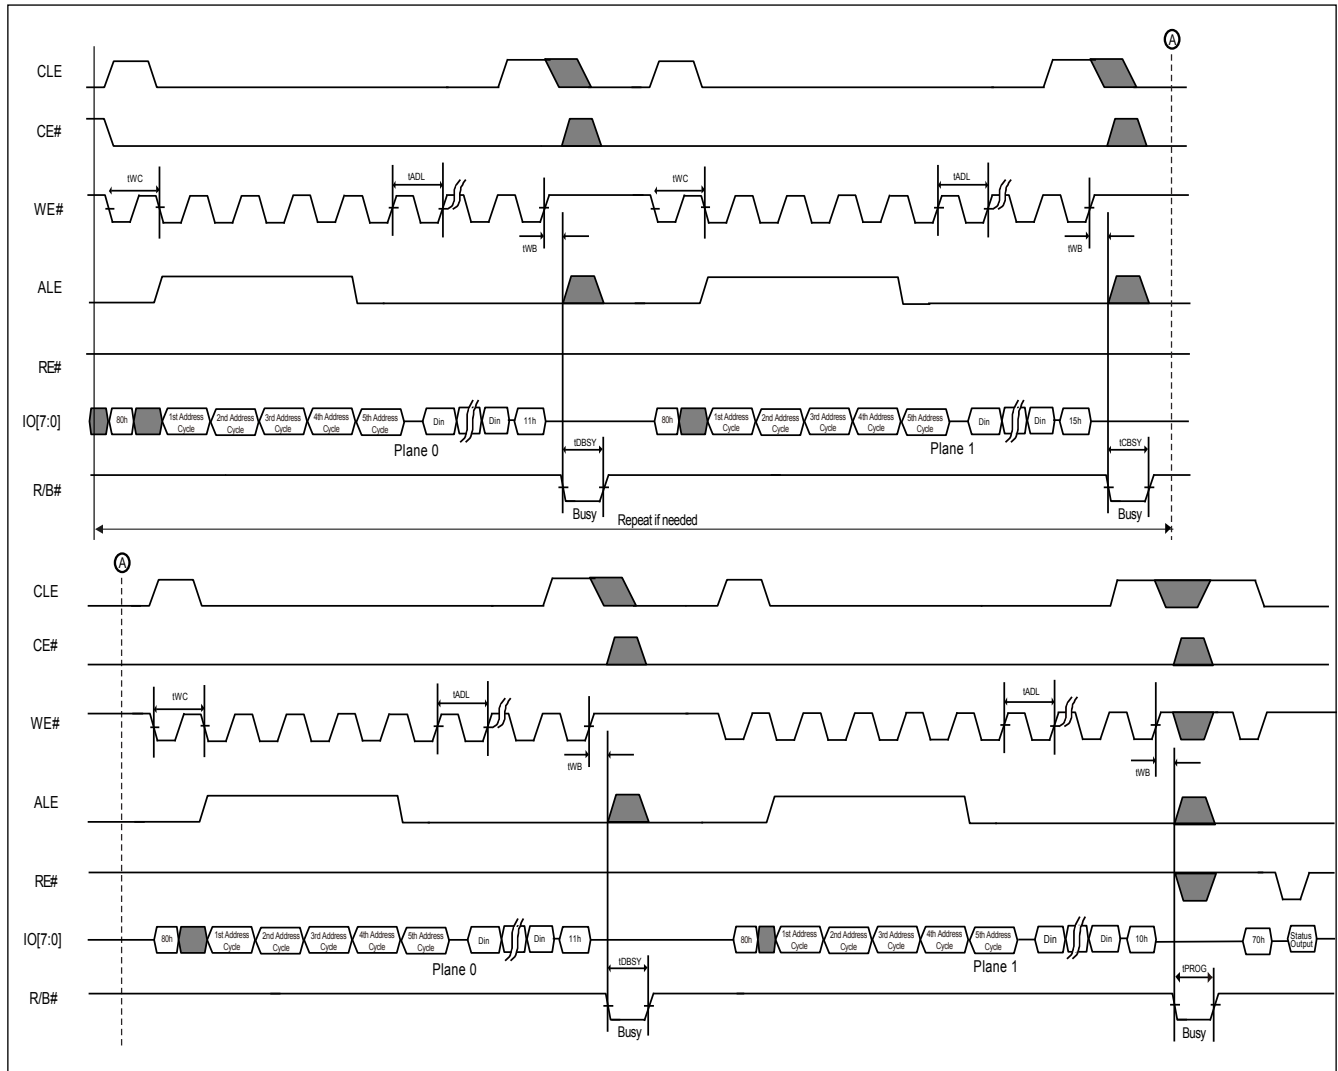 A
CLE
CE#
tWC
tADL
tWC
tADL
WE#
tWB
tWB
ALE
RE#
IO[7:0]
80h
1st Address Cycle
2nd Address Cycle
3rd Address Cycle
4th Address Cycle
5th Address Cycle
Din
Din
11h
80h
1st Address Cycle
2nd Address Cycle
3rd Address Cycle
4th Address Cycle
5th Address Cycle
Din
Din
15h
Plane 0
Plane 1
tDBSY
tCBSY
R/B#
Busy
Busy
Repeat if needed
A
CLE
CE#
tWC
tADL
tADL
WE#
tWB
tWB
ALE
RE#
IO[7:0]
80h
1st Address Cycle
2nd Address Cycle
3rd Address Cycle
4th Address Cycle
5th Address Cycle
Din
Din
11h
80h
1st Address Cycle
2nd Address Cycle
3rd Address Cycle
4th Address Cycle
5th Address Cycle
Din
Din
10h
70h
Status Output
Plane 0
Plane 1
tDBSY
tPROG
R/B#
Busy
Busy